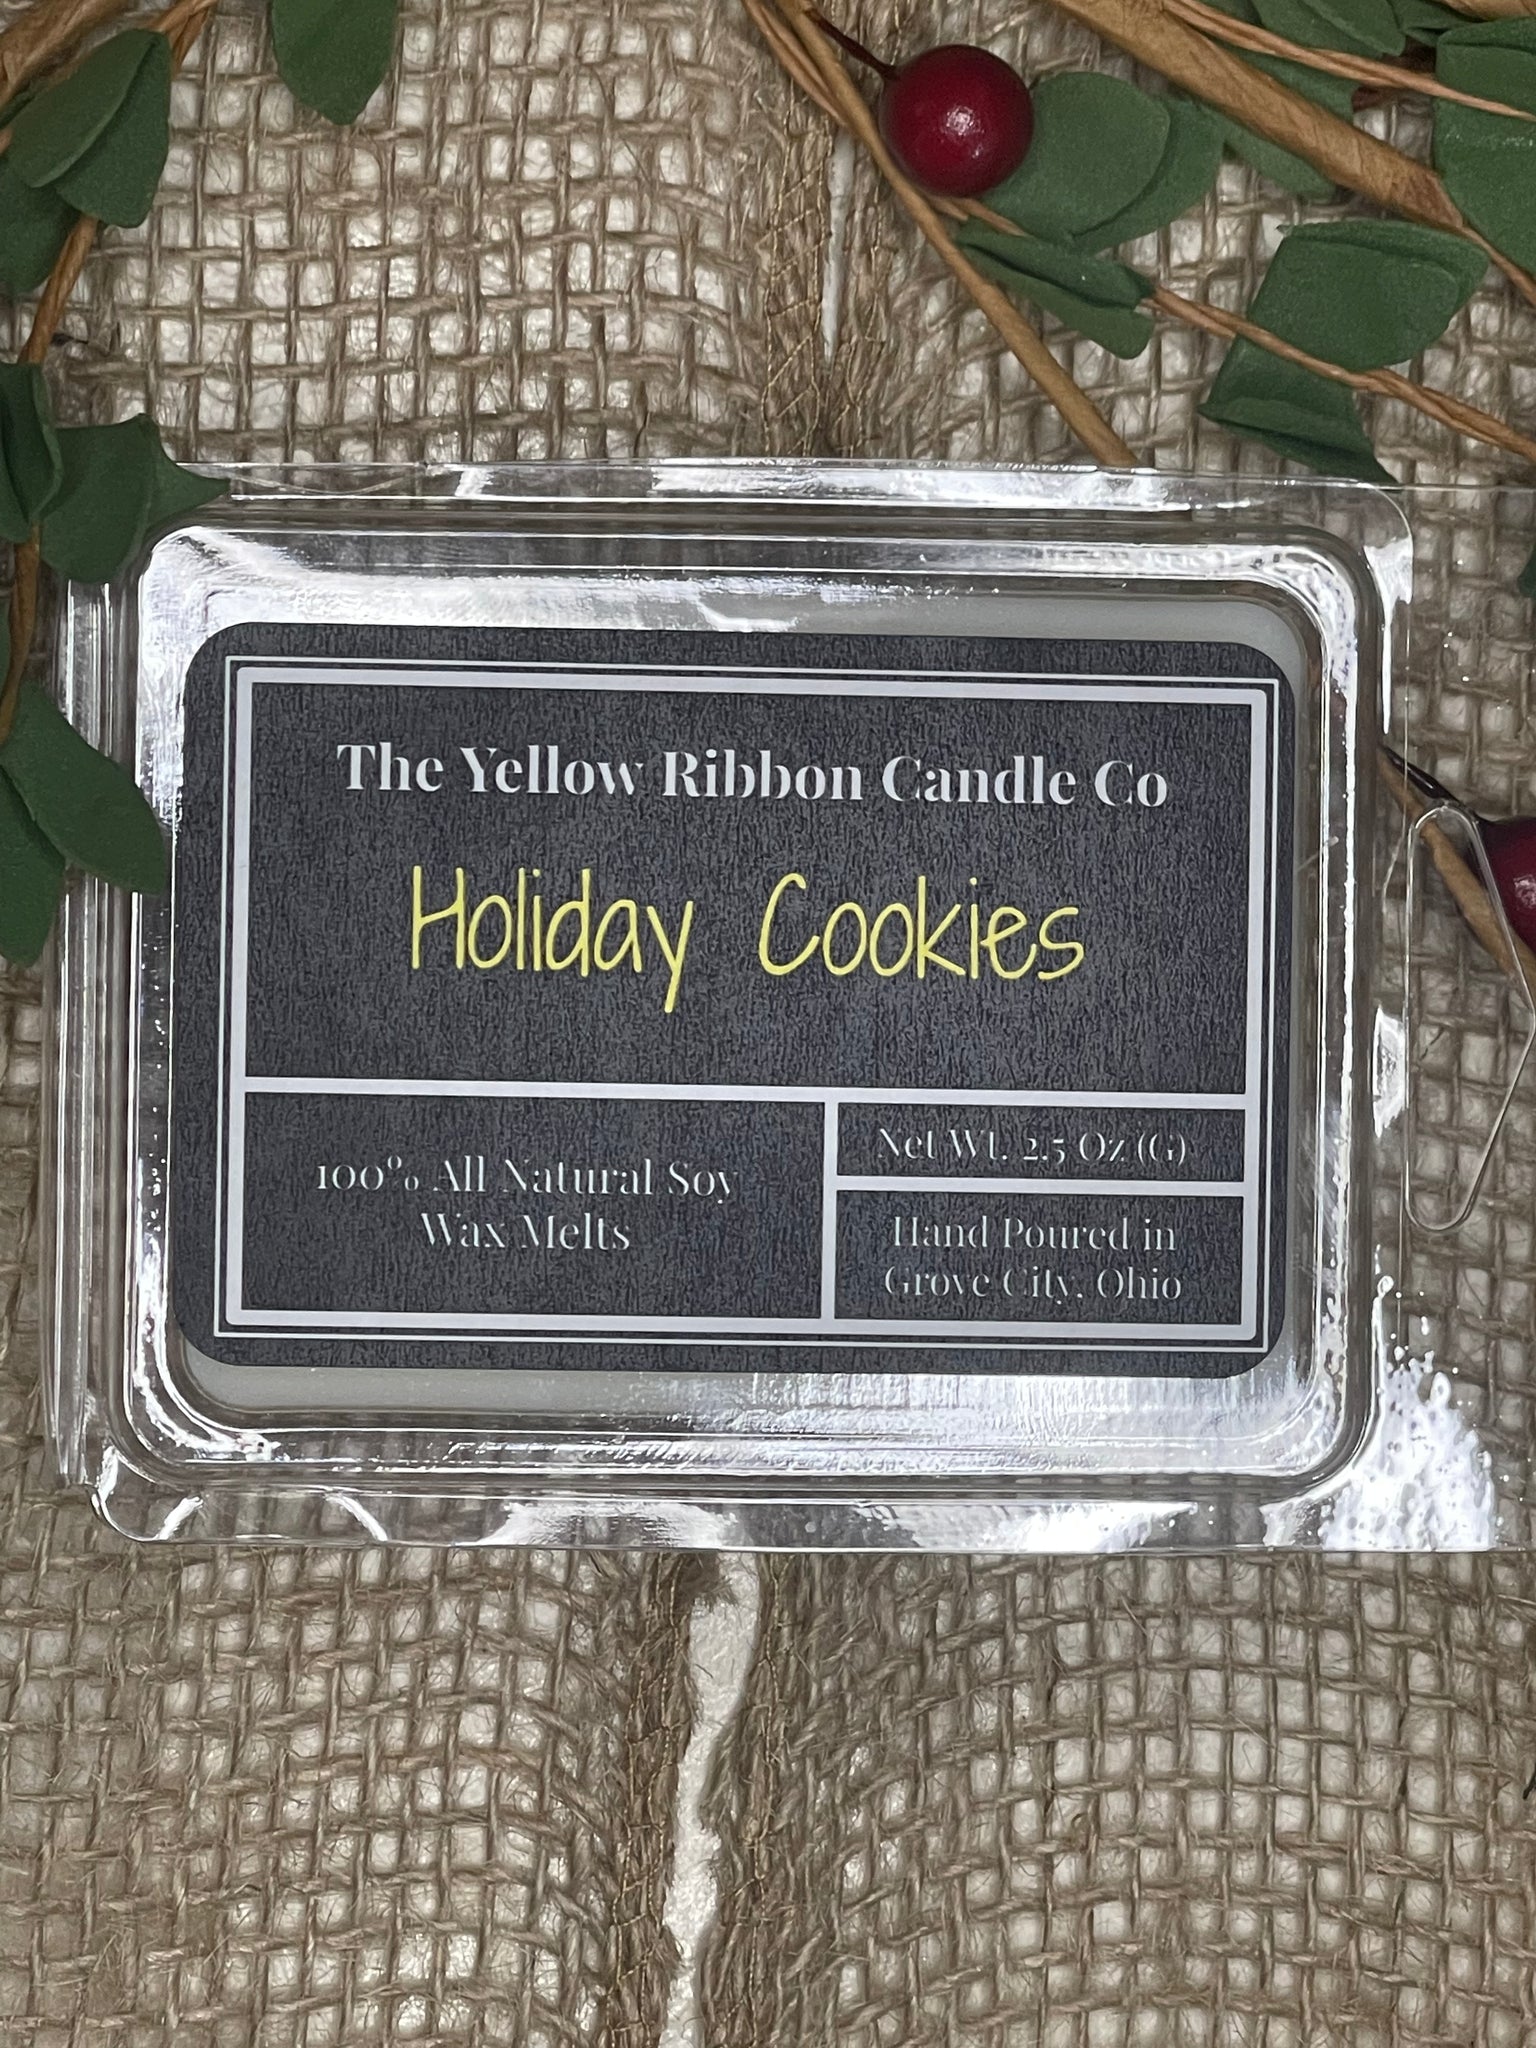 The Yellow Ribbon Candle Co
Holiday Cookies
100% All Natural Soy
Wax Melts
Net Wt. 2.5 Oz (G)
Hand Poured in
Grove City, Ohio